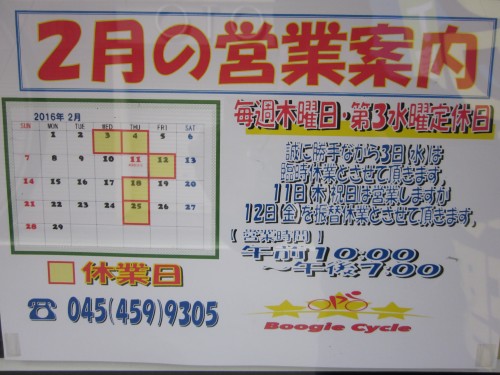 2月の営業案内
毎週木曜日・第3水曜定休日
2016年 2月
SUN MON TUE WED THU FRI SAT
1 2 3 4 5 6
7 8 9 10 11 12 13
14 15 16 17 18 19 20
21 22 23 24 25 26 27
28 29
誠に勝手ながら3日(水)は
臨時休業とさせて頂きます。
11日(木)祝日は営業しますが
12日(金)を振替休業とさせて頂きます。
【営業時間】
午前10:00
～午後7:00
休業日
☎ 045(459)9305
Boogie Cycle